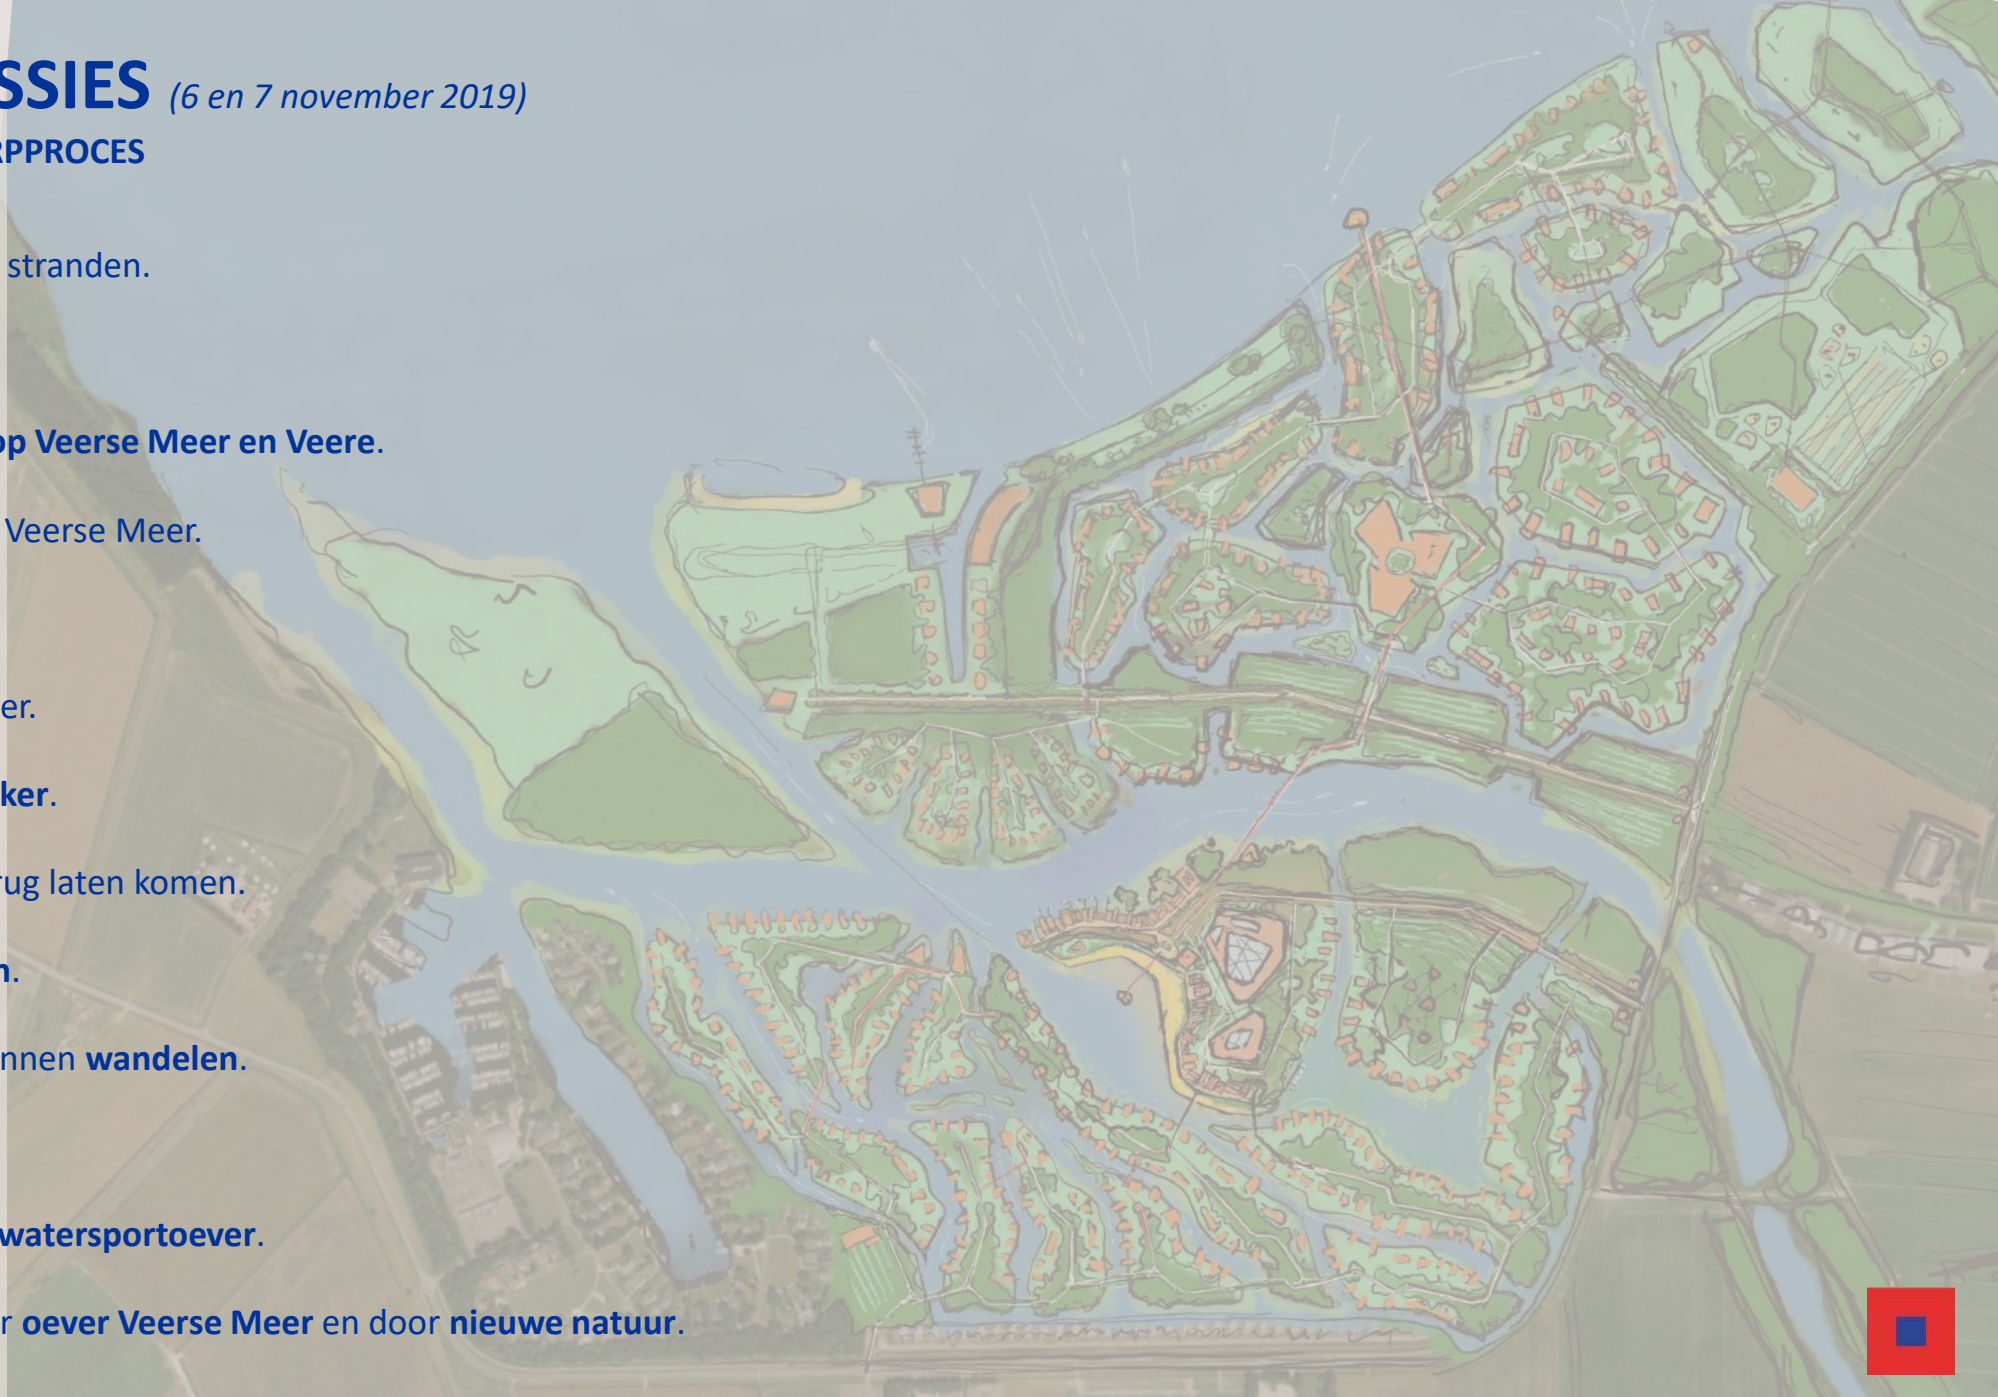 SSIES (6 en 7 november 2019)
RPPROCES
stranden.
op Veerse Meer en Veere.
Veerse Meer.
er.
ker.
rug laten komen.
n.
nnen wandelen.
watersportoever.
r oever Veerse Meer en door nieuwe natuur.